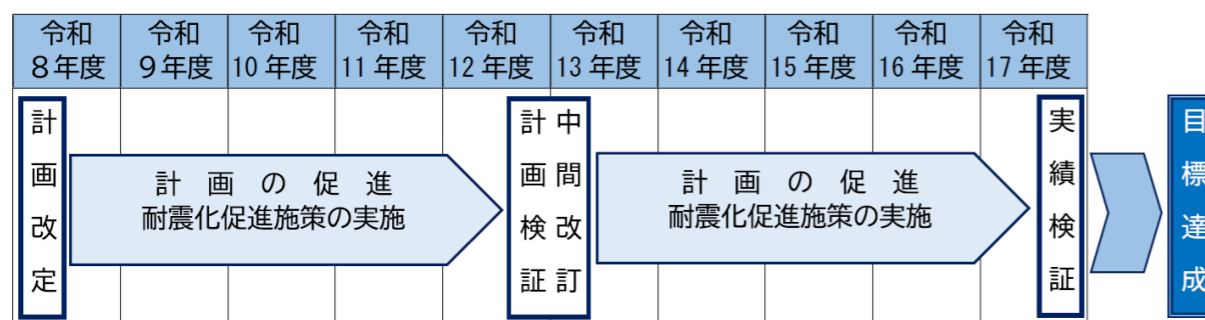 令和
８年度
令和
９年度
令和
10年度
令和
11年度
令和
12年度
令和
13年度
令和
14年度
令和
15年度
令和
16年度
令和
17年度
計画改定
計画の促進
耐震化促進施策の実施
中間改訂
計画検証
計画の促進
耐震化促進施策の実施
実績検証
目標達成